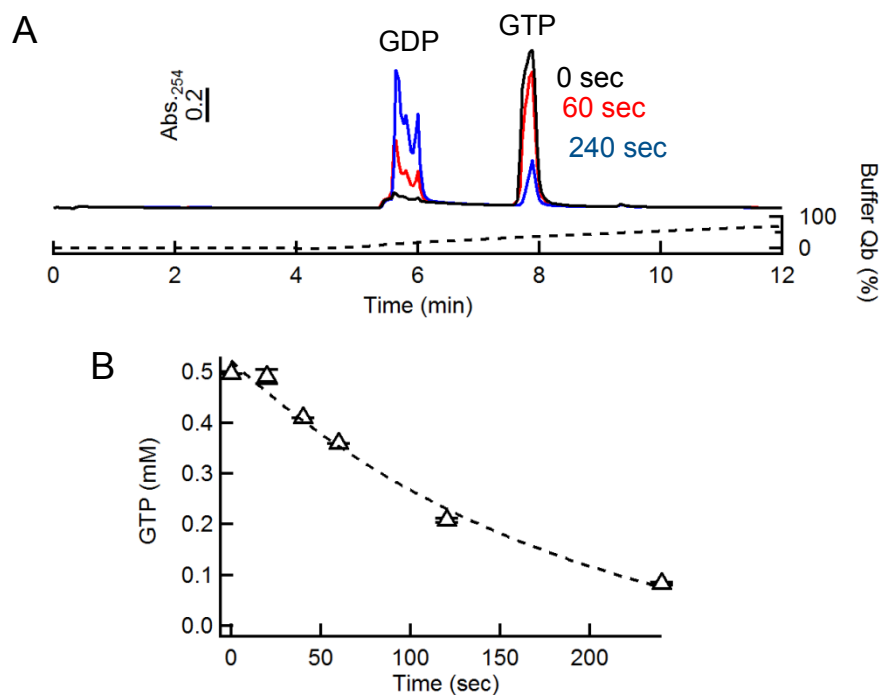 A
GDP
GTP
0 sec
60 sec
240 sec
Abs.254
0.2
100
0
Buffer Qb (%)
0 2 4 6 8 10 12
Time (min)
B
0.5
0.4
0.3
0.2
0.1
0.0
GTP (mM)
0 50 100 150 200
Time (sec)